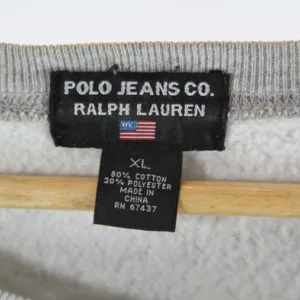 POLO JEANS CO.
RALPH LAUREN
XL
80% COTTON
20% POLYESTER
MADE IN
CHINA
RN 67437